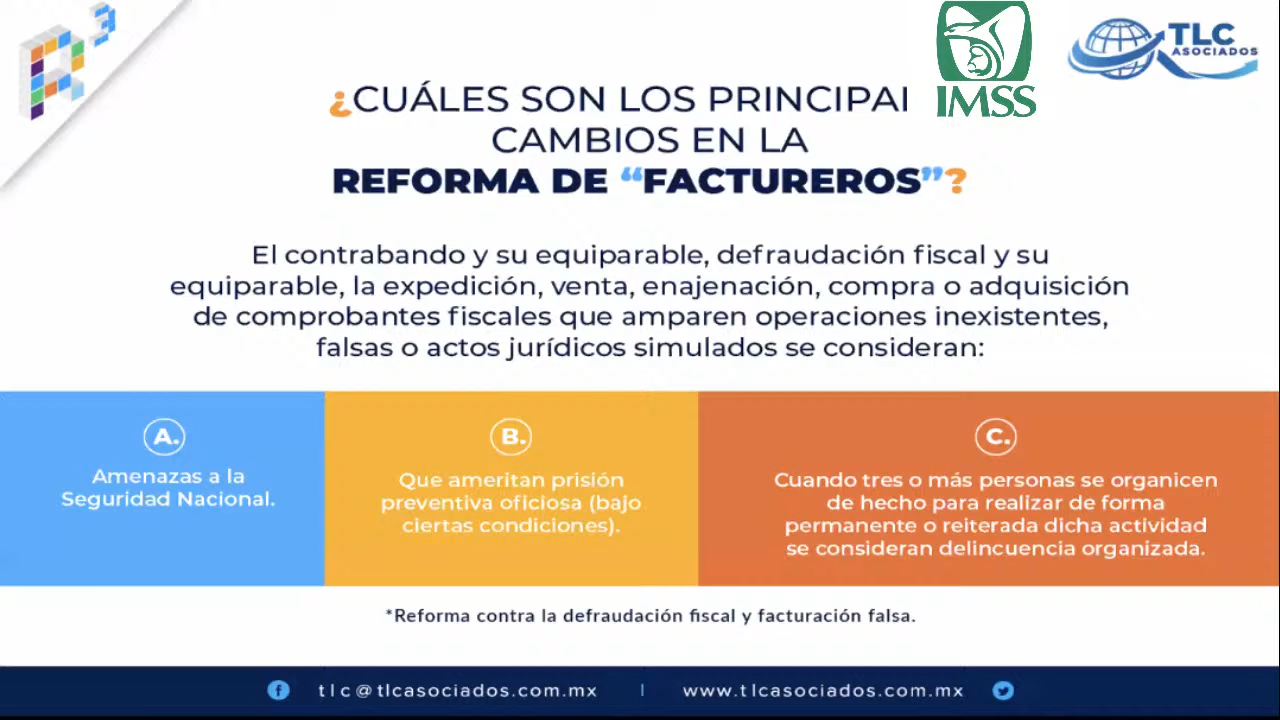 R3
IMSS
TLC
ASOCIADOS
¿CUÁLES SON LOS PRINCIPAL
CAMBIOS EN LA
REFORMA DE “FACTUREROS”?
El contrabando y su equiparable, defraudación fiscal y su
equiparable, la expedición, venta, enajenación, compra o adquisición
de comprobantes fiscales que amparen operaciones inexistentes,
falsas o actos jurídicos simulados se consideran:
A.
Amenazas a la
Seguridad Nacional.
B.
Que ameritan prisión
preventiva oficiosa (bajo
ciertas condiciones).
C.
Cuando tres o más personas se organicen
de hecho para realizar de forma
permanente o reiterada dicha actividad
se consideran delincuencia organizada.
*Reforma contra la defraudación fiscal y facturación falsa.
tlc@tlcasociados.com.mx | www.tlcasociados.com.mx